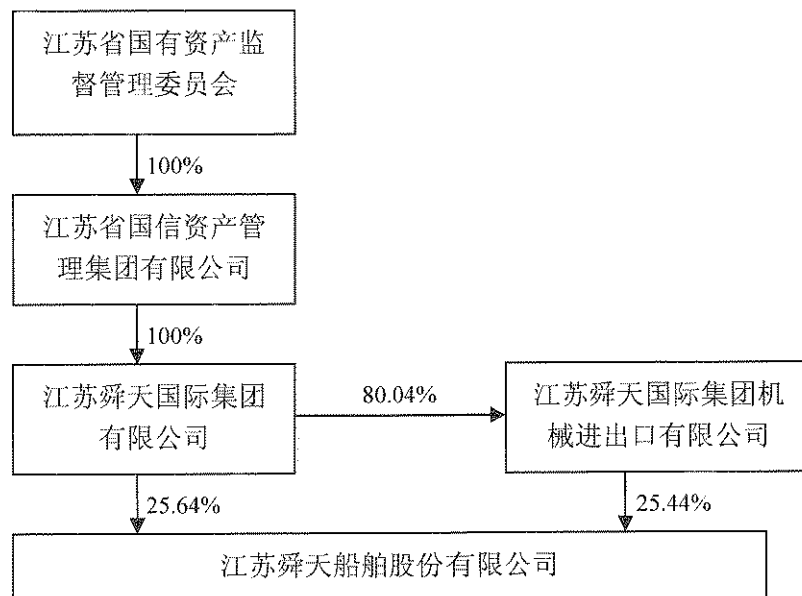 江苏省国有资产监
督管理委员会
100%
江苏省国信资产管
理集团有限公司
100%
江苏舜天国际集团
有限公司
80.04%
江苏舜天国际集团机
械进出口有限公司
25.64%
25.44%
江苏舜天船舶股份有限公司